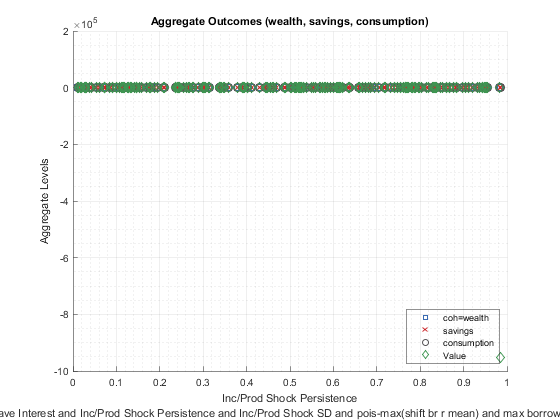 Aggregate Outcomes (wealth, savings, consumption)
×10⁵
2
0
-2
-4
-6
-8
-10
Aggregate Levels
0 0.1 0.2 0.3 0.4 0.5 0.6 0.7 0.8 0.9 1
coh=wealth
savings
consumption
Value
Inc/Prod Shock Persistence
ave Interest and Inc/Prod Shock Persistence and Inc/Prod Shock SD and pois-max(shift br r mean) and max borrow